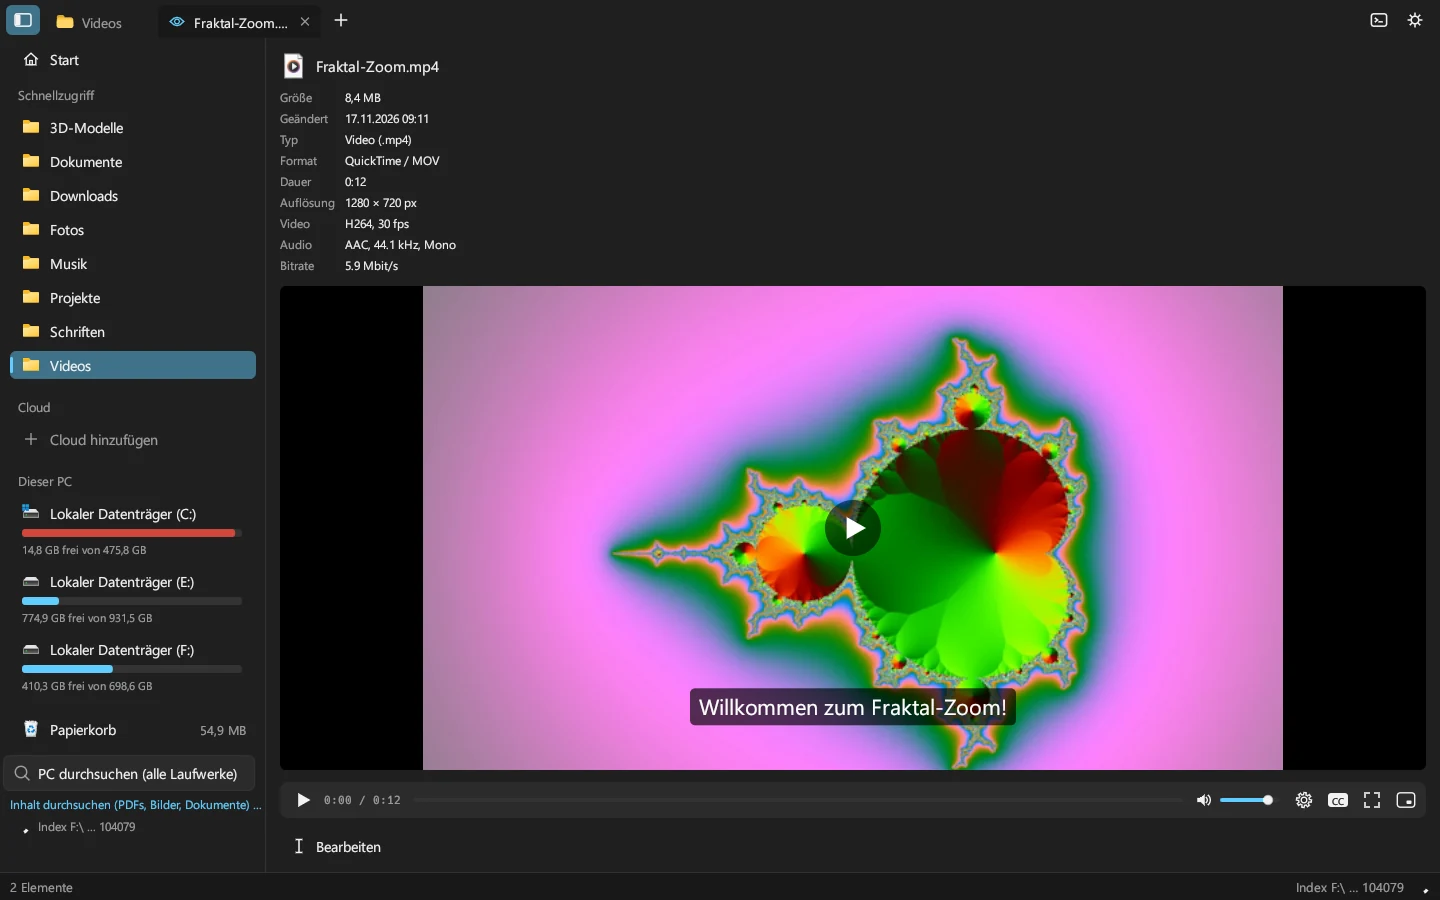 Videos
Fraktal-Zoom....
Start
Schnellzugriff
3D-Modelle
Dokumente
Downloads
Fotos
Musik
Projekte
Schriften
Videos
Cloud
Cloud hinzufügen
Dieser PC
Lokaler Datenträger (C:)
14,8 GB frei von 475,8 GB
Lokaler Datenträger (E:)
774,9 GB frei von 931,5 GB
Lokaler Datenträger (F:)
410,3 GB frei von 698,6 GB
Papierkorb 54,9 MB
PC durchsuchen (alle Laufwerke)
Inhalt durchsuchen (PDFs, Bilder, Dokumente) ...
Index F:\ ... 104079
Fraktal-Zoom.mp4
Größe 8,4 MB
Geändert 17.11.2026 09:11
Typ Video (.mp4)
Format QuickTime / MOV
Dauer 0:12
Auflösung 1280 × 720 px
Video H264, 30 fps
Audio AAC, 44.1 kHz, Mono
Bitrate 5.9 Mbit/s
Willkommen zum Fraktal-Zoom!
0:00 / 0:12
CC
Bearbeiten
2 Elemente
Index F:\ ... 104079